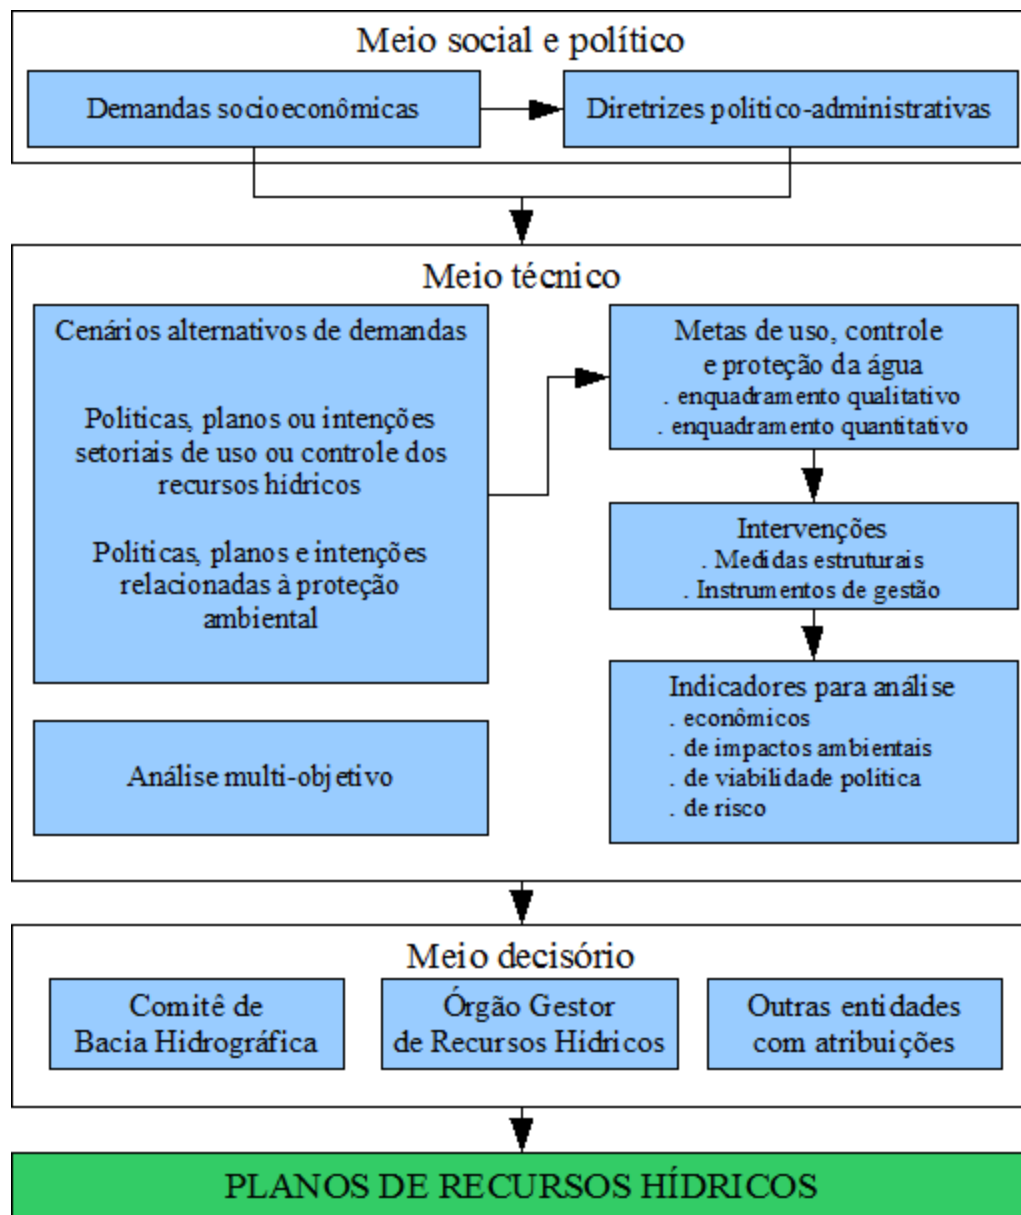 Meio social e político
Demandas socioeconômicas
Diretrizes politico-administrativas
Meio técnico
Cenários alternativos de demandas
Politicas, planos ou intenções
setoriais de uso ou controle dos
recursos hídricos
Politicas, planos e intenções
relacionadas à proteção
ambiental
Análise multi-objetivo
Metas de uso, controle
e proteção da água
. enquadramento qualitativo
. enquadramento quantitativo
Intervenções
. Medidas estruturais
. Instrumentos de gestão
Indicadores para análise
. econômicos
. de impactos ambientais
. de viabilidade política
. de risco
Meio decisório
Comitê de
Bacia Hidrográfica
Órgão Gestor
de Recursos Hídricos
Outras entidades
com atribuições
PLANOS DE RECURSOS HÍDRICOS